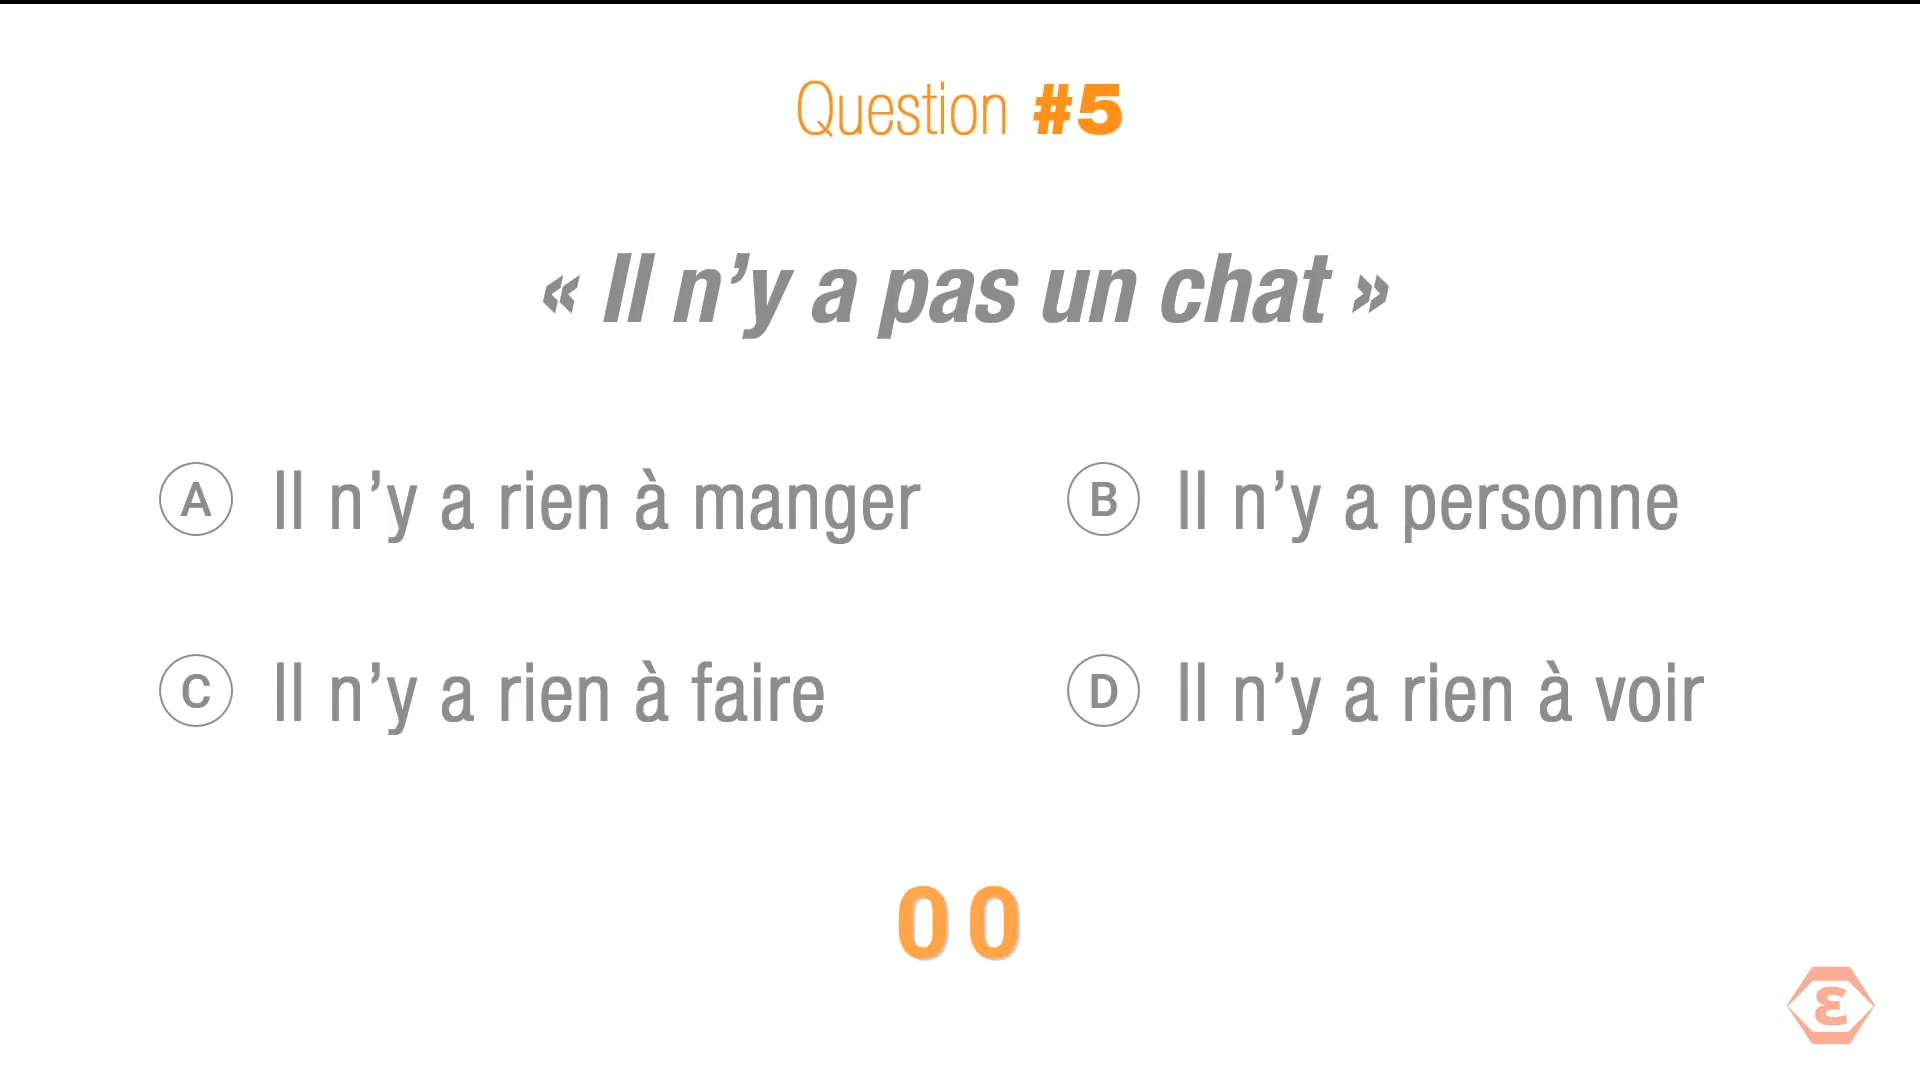 Question #5
« Il n’y a pas un chat »
A Il n’y a rien à manger
B Il n’y a personne
C Il n’y a rien à faire
D Il n’y a rien à voir
00
ε